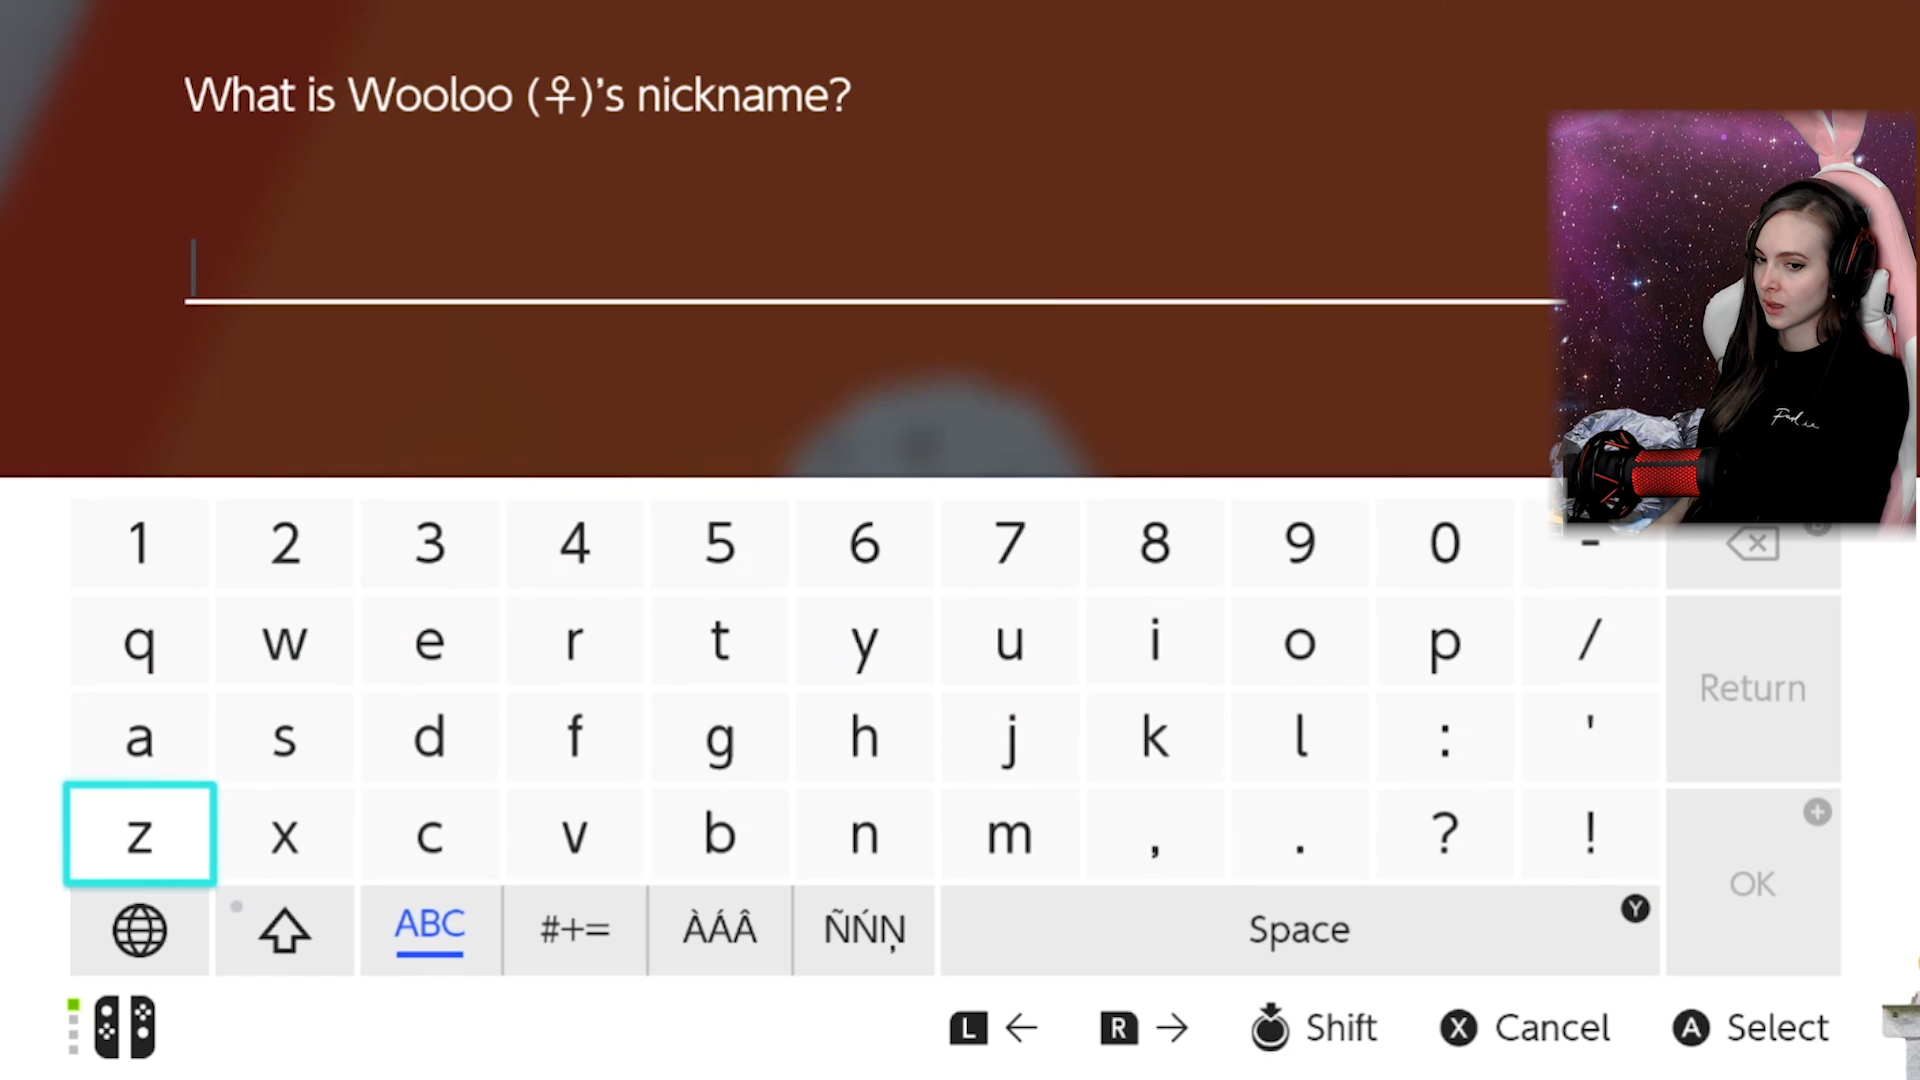 What is Wooloo (♀)'s nickname?
1 2 3 4 5 6 7 8 9 0 -
q w e r t y u i o p /
Return
a s d f g h j k l : '
z x c v b n m , . ? !
OK
ABC #+= ÀÁÂ ÑŃŅ Space Y
L ← R → Shift X Cancel A Select